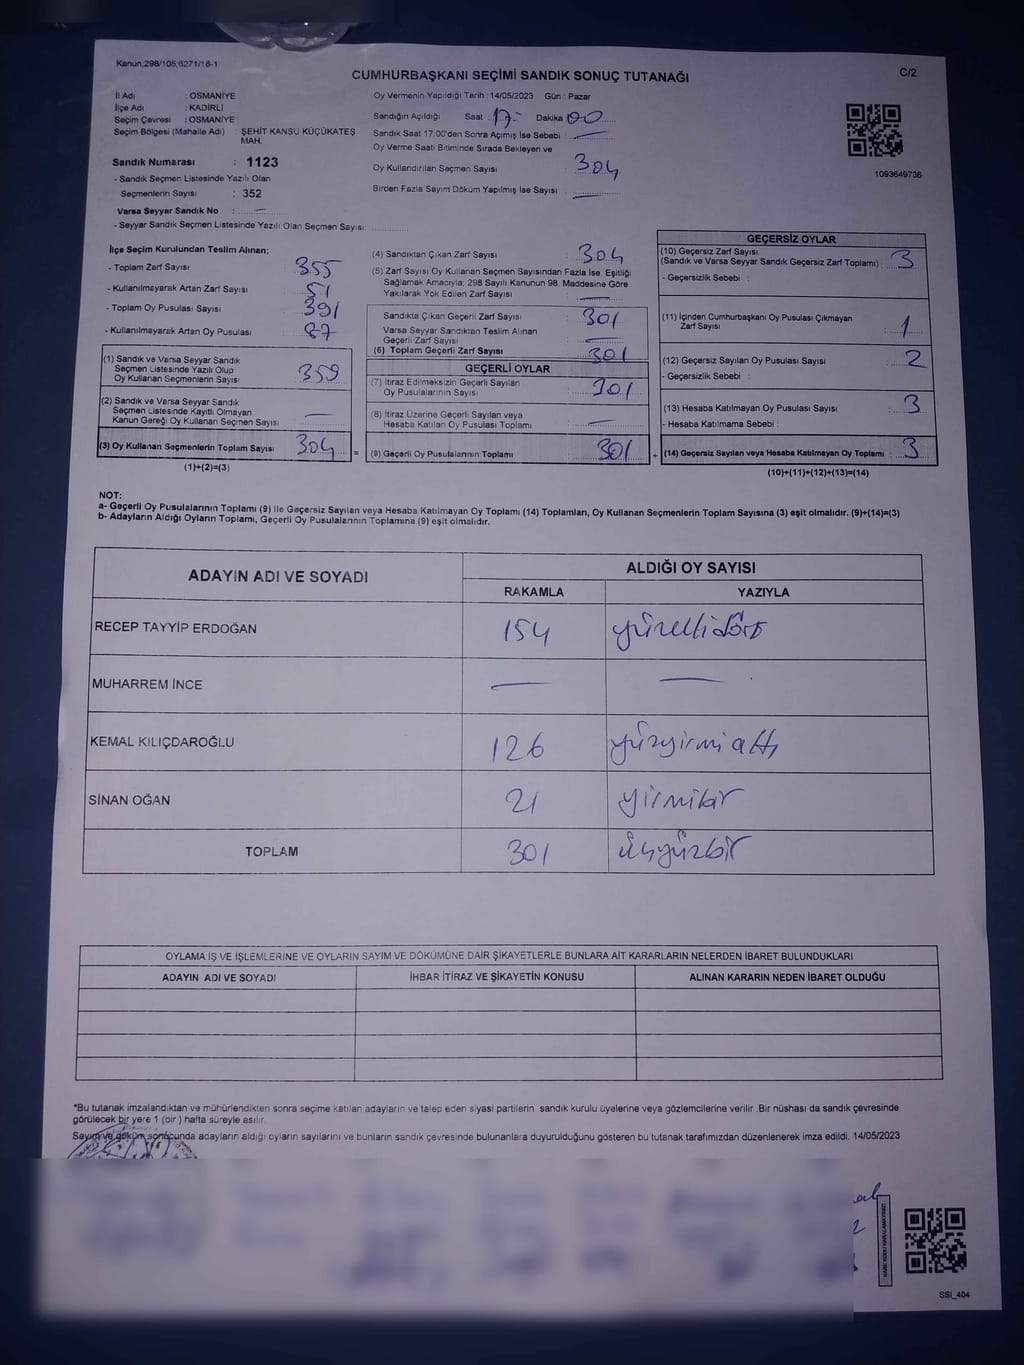 Kanun;298/105;6271/18-1
C/2
CUMHURBAŞKANI SEÇİMİ SANDIK SONUÇ TUTANAĞI
İl Adı : OSMANİYE
İlçe Adı : KADİRLİ
Seçim Çevresi : OSMANİYE
Seçim Bölgesi (Mahalle Adı) : ŞEHİT KANSU KÜÇÜKATEŞ
MAH.
Sandık Numarası : 1123
- Sandık Seçmen Listesinde Yazılı Olan
Seçmenlerin Sayısı : 352
Varsa Seyyar Sandık No : —
- Seyyar Sandık Seçmen Listesinde Yazılı Olan Seçmen Sayısı:
Oy Vermenin Yapıldığı Tarih : 14/05/2023 Gün : Pazar
Sandığın Açıldığı Saat : 17: Dakika : 00
Sandık Saat 17:00'den Sonra Açımış İse Sebebi : —
Oy Verme Saati Bitiminde Sırada Bekleyen ve
Oy Kullandırılan Seçmen Sayısı : 304
Birden Fazla Sayım Döküm Yapılmış İse Sayısı : —
1093649736
İlçe Seçim Kurulundan Teslim Alınan;
- Toplam Zarf Sayısı : 355
- Kullanılmayarak Artan Zarf Sayısı : 51
- Toplam Oy Pusulası Sayısı : 391
- Kullanılmayarak Artan Oy Pusulası : 87
(1) Sandık ve Varsa Seyyar Sandık
Seçmen Listesinde Yazılı Olup
Oy Kullanan Seçmenlerin Sayısı : 359
(2) Sandık ve Varsa Seyyar Sandık
Seçmen Listesinde Kayıtlı Olmayan
Kanun Gereği Oy Kullanan Seçmen Sayısı : —
(3) Oy Kullanan Seçmenlerin Toplam Sayısı : 304
(1)+(2)=(3)
(4) Sandıktan Çıkan Zarf Sayısı : 304
(5) Zarf Sayısı Oy Kullanan Seçmen Sayısından Fazla İse, Eşitliği
Sağlamak Amacıyla; 298 Sayılı Kanunun 98. Maddesine Göre
Yakılarak Yok Edilen Zarf Sayısı : —
Sandıkta Çıkan Geçerli Zarf Sayısı : 301
Varsa Seyyar Sandıktan Teslim Alınan
Geçerli Zarf Sayısı : —
(6) Toplam Geçerli Zarf Sayısı : 301
GEÇERLİ OYLAR
(7) İtiraz Edilmeksizin Geçerli Sayılan
Oy Pusulalarının Sayısı : 301
(8) İtiraz Üzerine Geçerli Sayılan veya
Hesaba Katılan Oy Pusulası Toplamı : —
= (9) Geçerli Oy Pusulalarının Toplamı : 301
GEÇERSİZ OYLAR
(10) Geçersiz Zarf Sayısı
(Sandık ve Varsa Seyyar Sandık Geçersiz Zarf Toplamı) : 3
- Geçersizlik Sebebi :
(11) İçinden Cumhurbaşkanı Oy Pusulası Çıkmayan
Zarf Sayısı : 1
(12) Geçersiz Sayılan Oy Pusulası Sayısı : 2
- Geçersizlik Sebebi :
(13) Hesaba Katılmayan Oy Pusulası Sayısı : 3
- Hesaba Katılmama Sebebi :
+ (14) Geçersiz Sayılan veya Hesaba Katılmayan Oy Toplamı : 3
(10)+(11)+(12)+(13)=(14)
NOT:
a- Geçerli Oy Pusulalarının Toplamı (9) ile Geçersiz Sayılan veya Hesaba Katılmayan Oy Toplamı (14) Toplamları, Oy Kullanan Seçmenlerin Toplam Sayısına (3) eşit olmalıdır. (9)+(14)=(3)
b- Adayların Aldığı Oyların Toplamı, Geçerli Oy Pusulalarının Toplamına (9) eşit olmalıdır.
ADAYIN ADI VE SOYADI
ALDIĞI OY SAYISI
RAKAMLA YAZIYLA
RECEP TAYYİP ERDOĞAN 154 yüzellidört
MUHARREM İNCE — —
KEMAL KILIÇDAROĞLU 126 yüzyirmialtı
SİNAN OĞAN 21 yirmibir
TOPLAM 301 üçyüzbir
OYLAMA İŞ VE İŞLEMLERİNE VE OYLARIN SAYIM VE DÖKÜMÜNE DAİR ŞİKAYETLERLE BUNLARA AİT KARARLARIN NELERDEN İBARET BULUNDUKLARI
ADAYIN ADI VE SOYADI İHBAR İTİRAZ VE ŞİKAYETİN KONUSU ALINAN KARARIN NEDEN İBARET OLDUĞU
*Bu tutanak imzalandıktan ve mühürlendikten sonra seçime katılan adayların ve talep eden siyasi partilerin sandık kurulu üyelerine veya gözlemcilerine verilir. Bir nüshası da sandık çevresinde
görülecek bir yere 1 (bir) hafta süreyle asılır.
Sayım ve döküm sonucunda adayların aldığı oyların sayılarını ve bunların sandık çevresinde bulunanlara duyurulduğunu gösteren bu tutanak tarafımızdan düzenlenerek imza edildi. 14/05/2023
KARE KODU KARALAMAYINIZ!
SSI_404